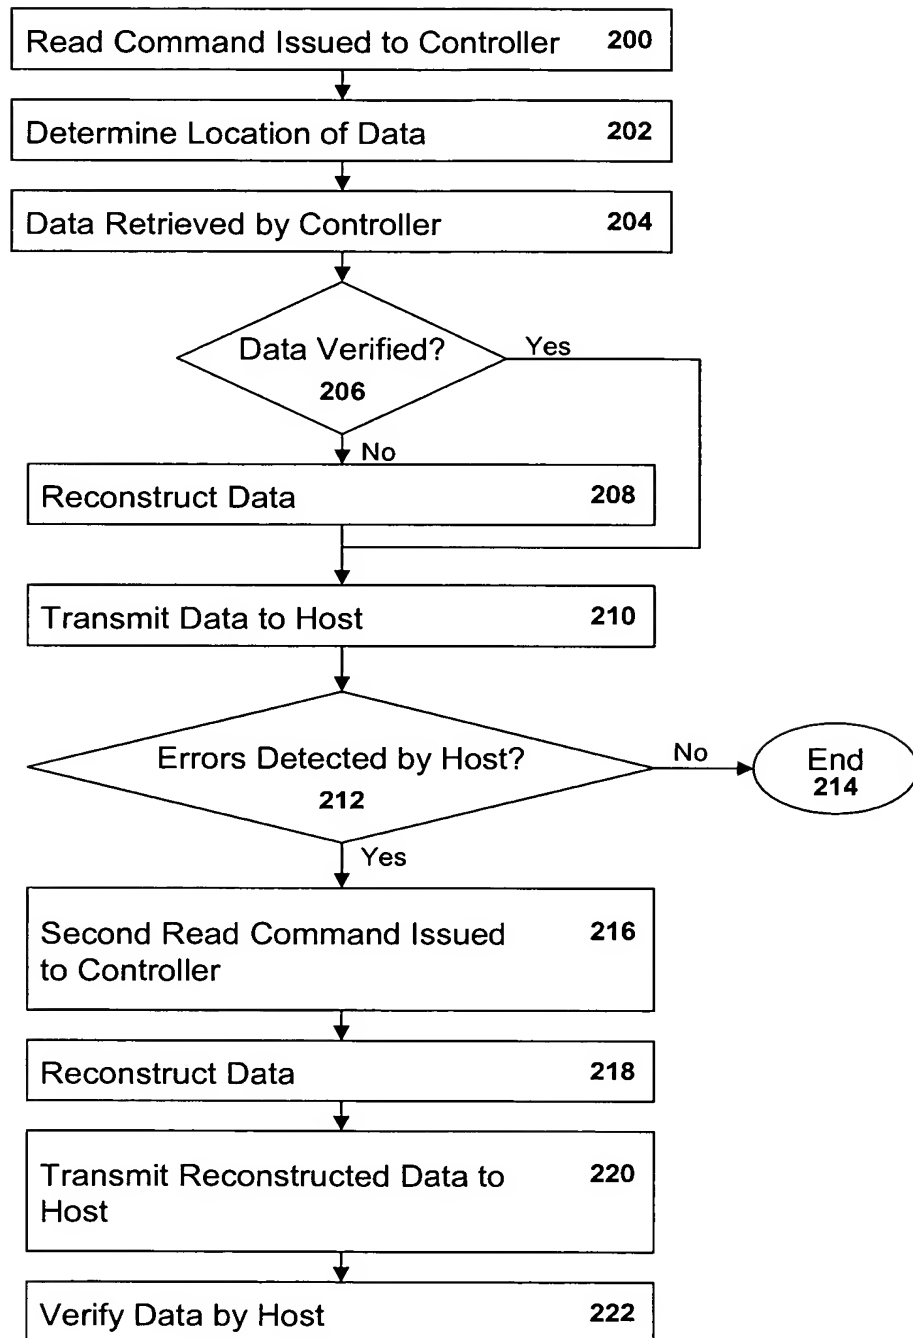 Read Command Issued to Controller 200
Determine Location of Data 202
Data Retrieved by Controller 204
Data Verified?
206
Yes
No
Reconstruct Data 208
Transmit Data to Host 210
Errors Detected by Host?
212
No
End
214
Yes
Second Read Command Issued 216
to Controller
Reconstruct Data 218
Transmit Reconstructed Data to 220
Host
Verify Data by Host 222